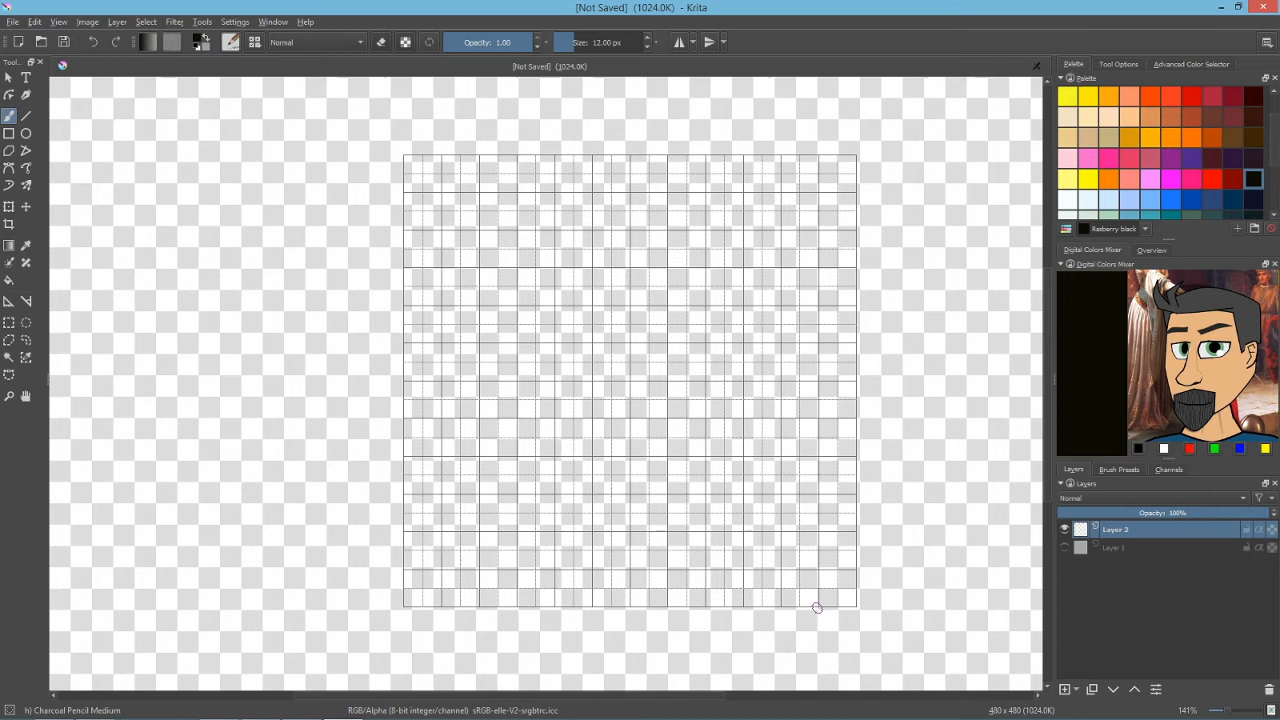 [Not Saved] (1024.0K) - Krita
File Edit View Image Layer Select Filter Tools Settings Window Help
Normal
Opacity: 1.00
Size: 12.00 px
Tool...
[Not Saved] (1024.0K)
Palette Tool Options Advanced Color Selector
Palette
Rasberry black
Digital Colors Mixer Overview
Digital Colors Mixer
Layers Brush Presets Channels
Layers
Normal
Opacity: 100%
Layer 2
Layer 1
h) Charcoal Pencil Medium
RGB/Alpha (8-bit integer/channel) sRGB-elle-V2-srgbtrc.icc
480 x 480 (1024.0K)
141%